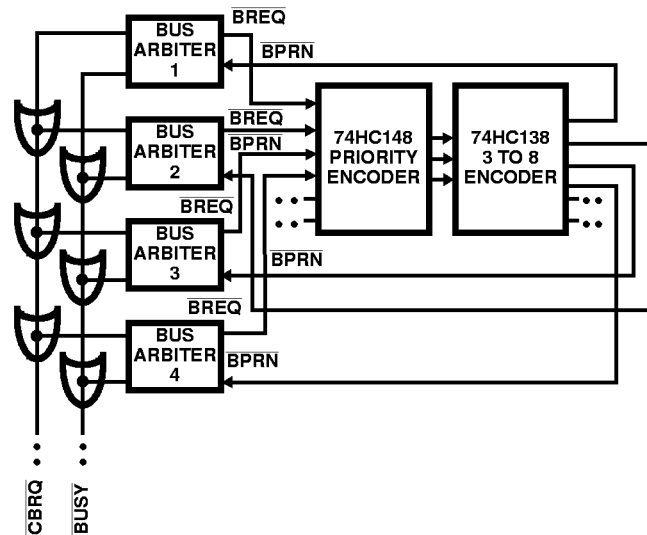 BREQ
BUS
ARBITER
1
BPRN
74HC148
PRIORITY
ENCODER
74HC138
3 TO 8
ENCODER
BREQ
BPRN
BUS
ARBITER
2
BREQ
BUS
ARBITER
3
BPRN
BREQ
BUS
ARBITER
4
BPRN
CBRQ
BUSY